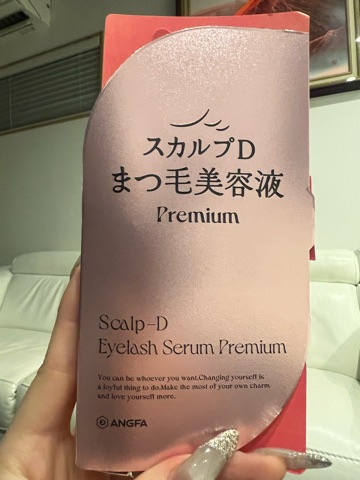 スカルプD
まつ毛美容液
Premium
Scalp-D
Eyelash Serum Premium
You can be whoever you want.Changing yourself is
a joyful thing to do.Make the most of your own charm
and love yourself more.
ANGFA